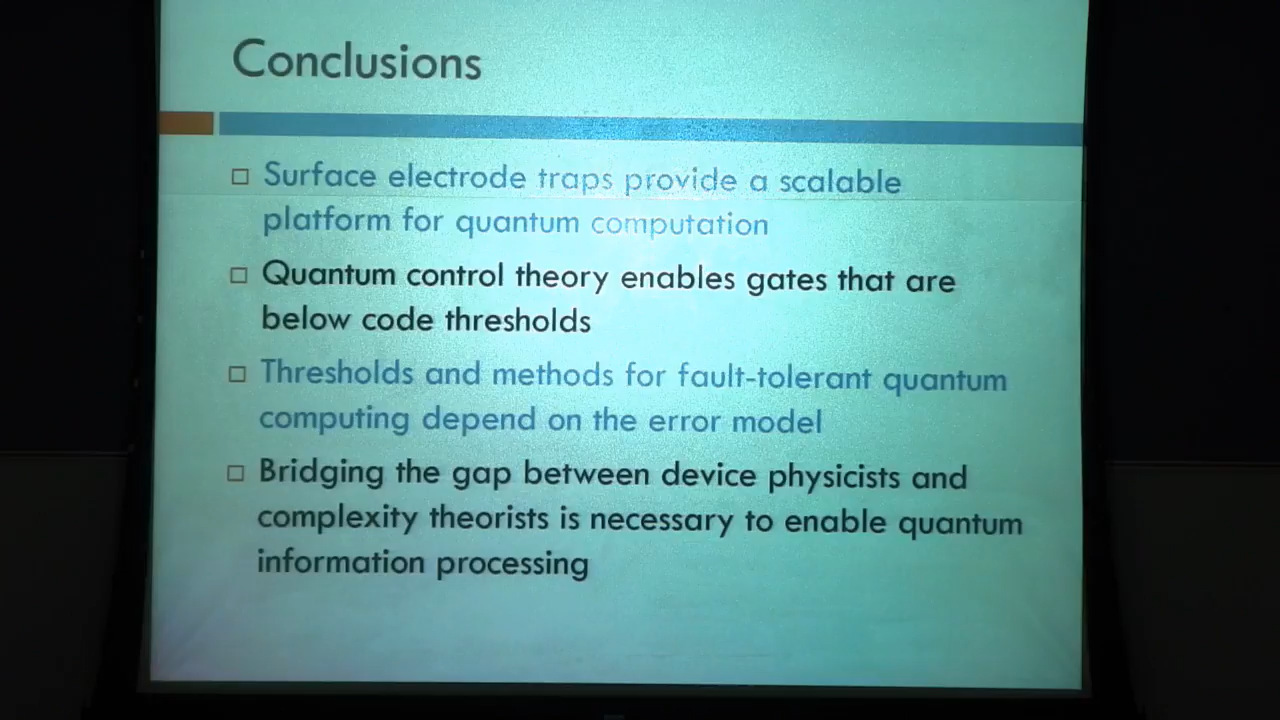 Conclusions
Surface electrode traps provide a scalable
platform for quantum computation
Quantum control theory enables gates that are
below code thresholds
Thresholds and methods for fault-tolerant quantum
computing depend on the error model
Bridging the gap between device physicists and
complexity theorists is necessary to enable quantum
information processing